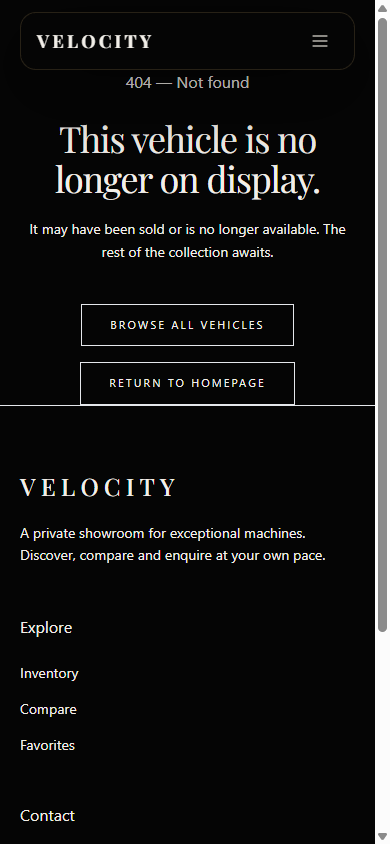 VELOCITY
404 — Not found
This vehicle is no
longer on display.
It may have been sold or is no longer available. The
rest of the collection awaits.
BROWSE ALL VEHICLES
RETURN TO HOMEPAGE
VELOCITY
A private showroom for exceptional machines.
Discover, compare and enquire at your own pace.
Explore
Inventory
Compare
Favorites
Contact